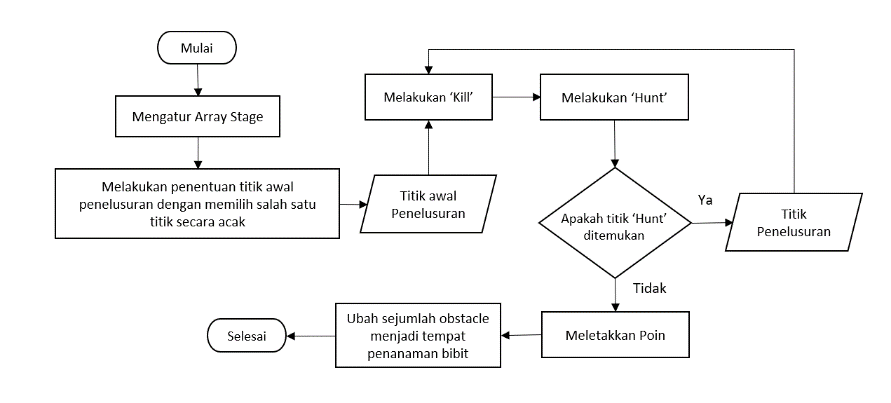 Mulai
Mengatur Array Stage
Melakukan penentuan titik awal
penelusuran dengan memilih salah satu
titik secara acak
Titik awal
Penelusuran
Melakukan ‘Kill’
Melakukan ‘Hunt’
Apakah titik ‘Hunt’
ditemukan
Ya
Titik
Penelusuran
Tidak
Meletakkan Poin
Ubah sejumlah obstacle
menjadi tempat
penanaman bibit
Selesai